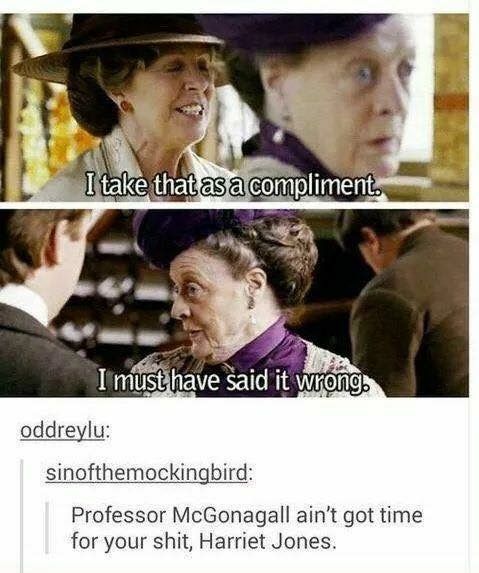 I take that as a compliment.
I must have said it wrong.
oddreylu:
sinofthemockingbird:
Professor McGonagall ain't got time
for your shit, Harriet Jones.